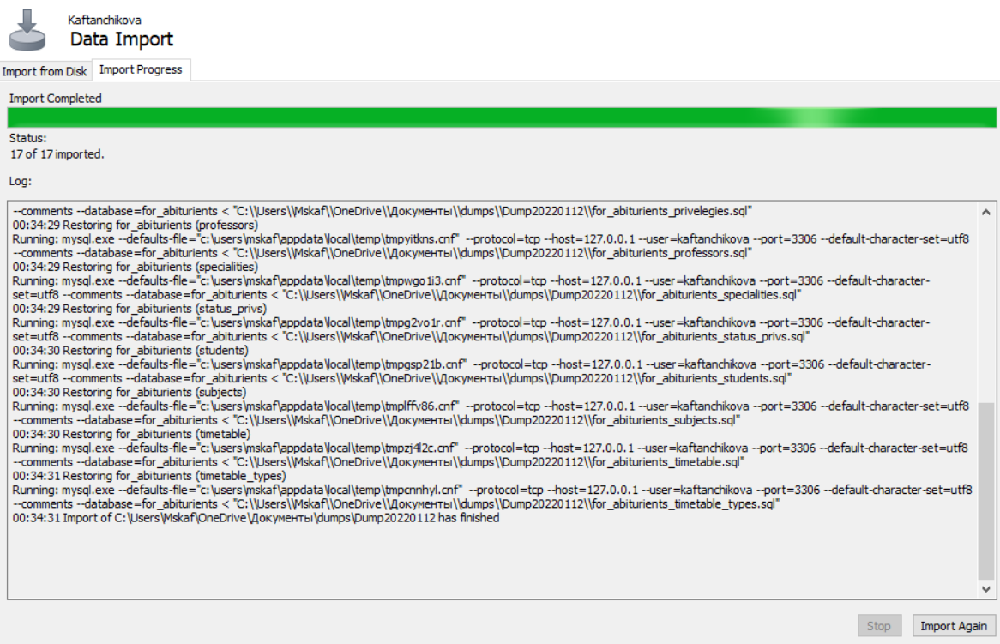 Kaftanchikova
Data Import
Import from Disk Import Progress
Import Completed
Status:
17 of 17 imported.
Log:
--comments --database=for_abiturients < "C:\\Users\\Mskaf\\OneDrive\\Документы\\dumps\\Dump20220112\\for_abiturients_privelegies.sql"
00:34:29 Restoring for_abiturients (professors)
Running: mysql.exe --defaults-file="c:\users\mskaf\appdata\local\temp\tmpyitkns.cnf" --protocol=tcp --host=127.0.0.1 --user=kaftanchikova --port=3306 --default-character-set=utf8
--comments --database=for_abiturients < "C:\\Users\\Mskaf\\OneDrive\\Документы\\dumps\\Dump20220112\\for_abiturients_professors.sql"
00:34:29 Restoring for_abiturients (specialities)
Running: mysql.exe --defaults-file="c:\users\mskaf\appdata\local\temp\tmpwgo1i3.cnf" --protocol=tcp --host=127.0.0.1 --user=kaftanchikova --port=3306 --default-character-
set=utf8 --comments --database=for_abiturients < "C:\\Users\\Mskaf\\OneDrive\\Документы\\dumps\\Dump20220112\\for_abiturients_specialities.sql"
00:34:29 Restoring for_abiturients (status_privs)
Running: mysql.exe --defaults-file="c:\users\mskaf\appdata\local\temp\tmpg2vo1r.cnf" --protocol=tcp --host=127.0.0.1 --user=kaftanchikova --port=3306 --default-character-
set=utf8 --comments --database=for_abiturients < "C:\\Users\\Mskaf\\OneDrive\\Документы\\dumps\\Dump20220112\\for_abiturients_status_privs.sql"
00:34:30 Restoring for_abiturients (students)
Running: mysql.exe --defaults-file="c:\users\mskaf\appdata\local\temp\tmpgsp21b.cnf" --protocol=tcp --host=127.0.0.1 --user=kaftanchikova --port=3306 --default-character-
set=utf8 --comments --database=for_abiturients < "C:\\Users\\Mskaf\\OneDrive\\Документы\\dumps\\Dump20220112\\for_abiturients_students.sql"
00:34:30 Restoring for_abiturients (subjects)
Running: mysql.exe --defaults-file="c:\users\mskaf\appdata\local\temp\tmplffv86.cnf" --protocol=tcp --host=127.0.0.1 --user=kaftanchikova --port=3306 --default-character-set=utf8
--comments --database=for_abiturients < "C:\\Users\\Mskaf\\OneDrive\\Документы\\dumps\\Dump20220112\\for_abiturients_subjects.sql"
00:34:30 Restoring for_abiturients (timetable)
Running: mysql.exe --defaults-file="c:\users\mskaf\appdata\local\temp\tmpzj4l2c.cnf" --protocol=tcp --host=127.0.0.1 --user=kaftanchikova --port=3306 --default-character-set=utf8
--comments --database=for_abiturients < "C:\\Users\\Mskaf\\OneDrive\\Документы\\dumps\\Dump20220112\\for_abiturients_timetable.sql"
00:34:31 Restoring for_abiturients (timetable_types)
Running: mysql.exe --defaults-file="c:\users\mskaf\appdata\local\temp\tmpcnnhyl.cnf" --protocol=tcp --host=127.0.0.1 --user=kaftanchikova --port=3306 --default-character-set=utf8
--comments --database=for_abiturients < "C:\\Users\\Mskaf\\OneDrive\\Документы\\dumps\\Dump20220112\\for_abiturients_timetable_types.sql"
00:34:31 Import of C:\Users\Mskaf\OneDrive\Документы\dumps\Dump20220112 has finished
Stop Import Again